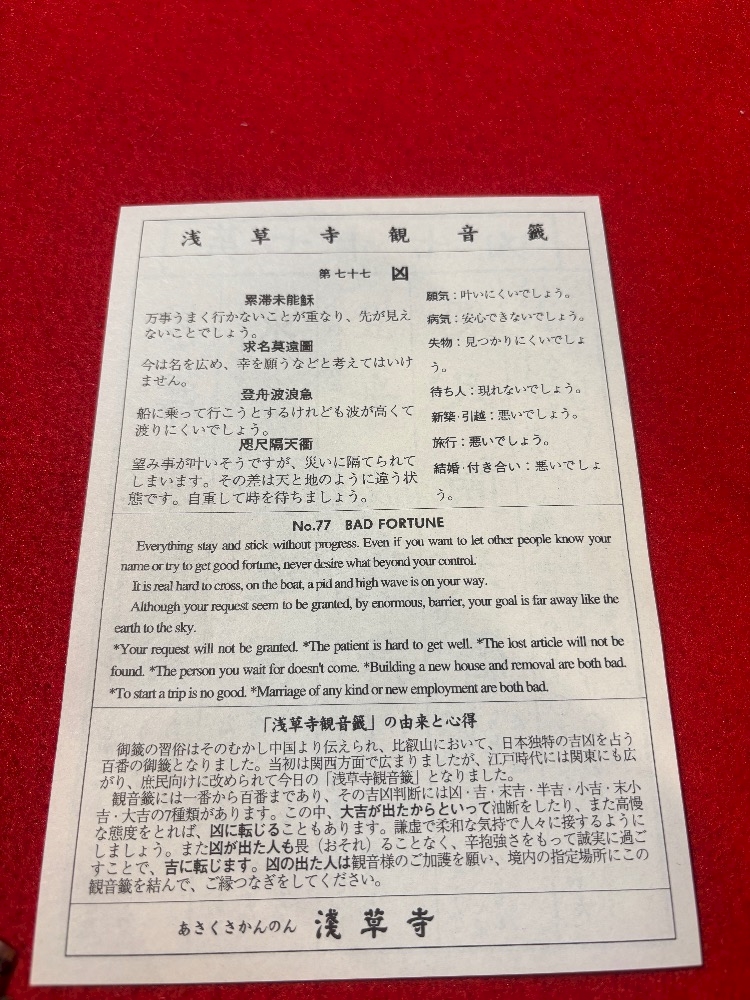 浅草寺観音籤
第七十七 凶
累滞未能穌
万事うまく行かないことが重なり、先が見え
ないことでしょう。
求名莫遠圖
今は名を広め、幸を願うなどと考えてはいけ
ません。
登舟波浪急
船に乗って行こうとするけれども波が高くて
渡りにくいでしょう。
咫尺隔天衢
望み事が叶いそうですが、災いに隔てられて
しまいます。その差は天と地のように違う状
態です。自重して時を待ちましょう。
願気：叶いにくいでしょう。
病気：安心できないでしょう。
失物：見つかりにくいでしょ
う。
待ち人：現れないでしょう。
新築・引越：悪いでしょう。
旅行：悪いでしょう。
結婚・付き合い：悪いでしょ
う。
No.77 BAD FORTUNE
Everything stay and stick without progress. Even if you want to let other people know your
name or try to get good fortune, never desire what beyond your control.
It is real hard to cross, on the boat, a pid and high wave is on your way.
Although your request seem to be granted, by enormous, barrier, your goal is far away like the
earth to the sky.
*Your request will not be granted. *The patient is hard to get well. *The lost article will not be
found. *The person you wait for doesn't come. *Building a new house and removal are both bad.
*To start a trip is no good. *Marriage of any kind or new employment are both bad.
「浅草寺観音籤」の由来と心得
御籤の習俗はそのむかし中国より伝えられ、比叡山において、日本独特の吉凶を占う
百番の御籤となりました。当初は関西方面で広まりましたが、江戸時代には関東にも広
がり、庶民向けに改められて今日の「浅草寺観音籤」となりました。
観音籤には一番から百番まであり、その吉凶判断には凶・吉・末吉・半吉・小吉・末小
吉・大吉の7種類があります。この中、大吉が出たからといって油断をしたり、また高慢
な態度をとれば、凶に転じることもあります。謙虚で柔和な気持で人々に接するように
しましょう。また凶が出た人も畏（おそれ）ることなく、辛抱強さをもって誠実に過ご
すことで、吉に転じます。凶の出た人は観音様のご加護を願い、境内の指定場所にこの
観音籤を結んで、ご縁つなぎをしてください。
あさくさかんのん 淺草寺